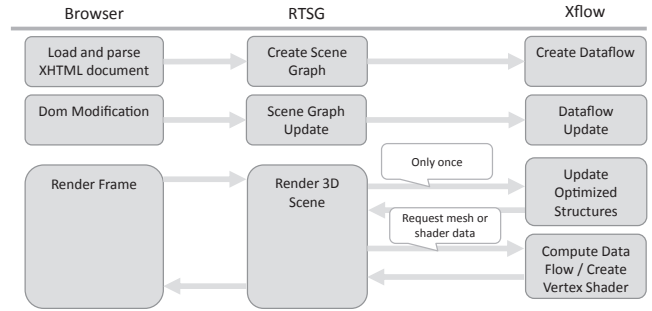 Browser
RTSG
Xflow
Load and parse
XHTML document
Create Scene
Graph
Create Dataflow
Dom Modification
Scene Graph
Update
Dataflow
Update
Render Frame
Render 3D
Scene
Only once
Update
Optimized
Structures
Request mesh or
shader data
Compute Data
Flow / Create
Vertex Shader